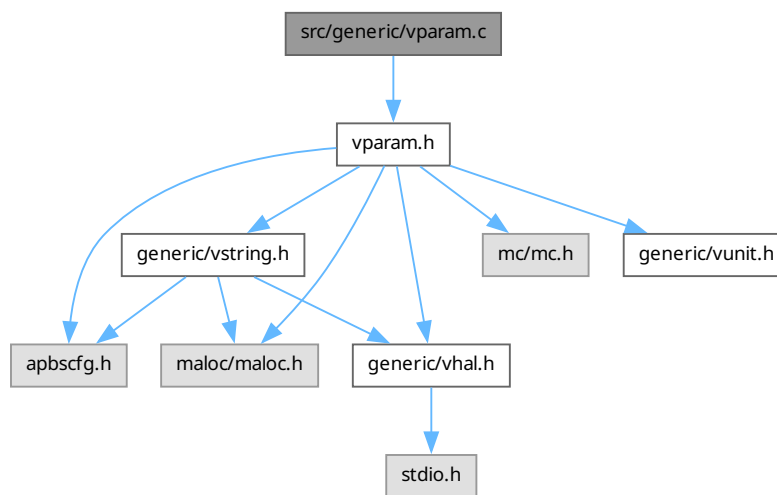 src/generic/vparam.c
vparam.h
generic/vstring.h
mc/mc.h
generic/vunit.h
apbscfg.h
maloc/maloc.h
generic/vhal.h
stdio.h